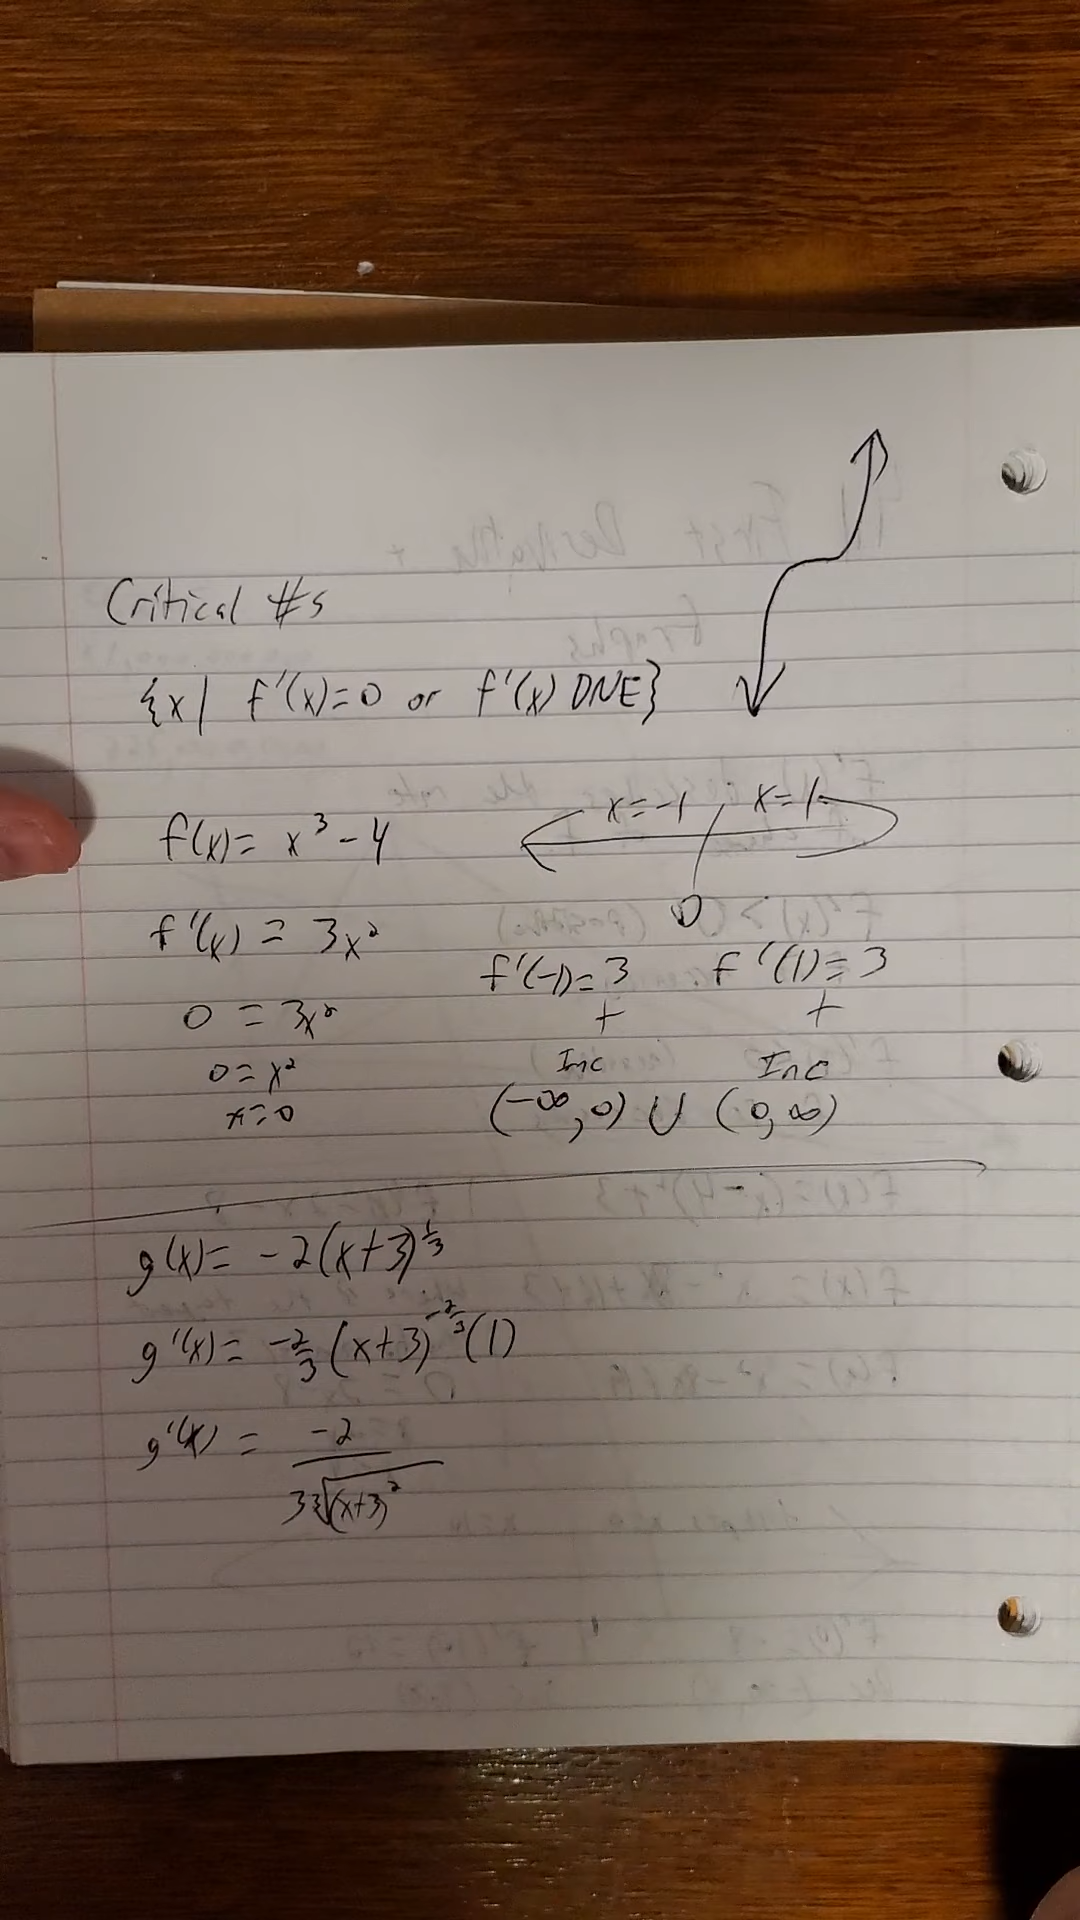 Critical #s
{x| f'(x)=0 or f'(x) DNE}
f(x)= x³-4
x=-1 x=1
0
f'(x) = 3x²
f'(-1)=3 f'(1)=3
+ +
0 = 3x²
Inc Inc
0=x²
(-∞,0) ∪ (0,∞)
x=0
g(x)= -2(x+3)^⅓
g'(x)= -⅔(x+3)^-⅔(1)
g'(x) = -2 / 3∛(x+3)²